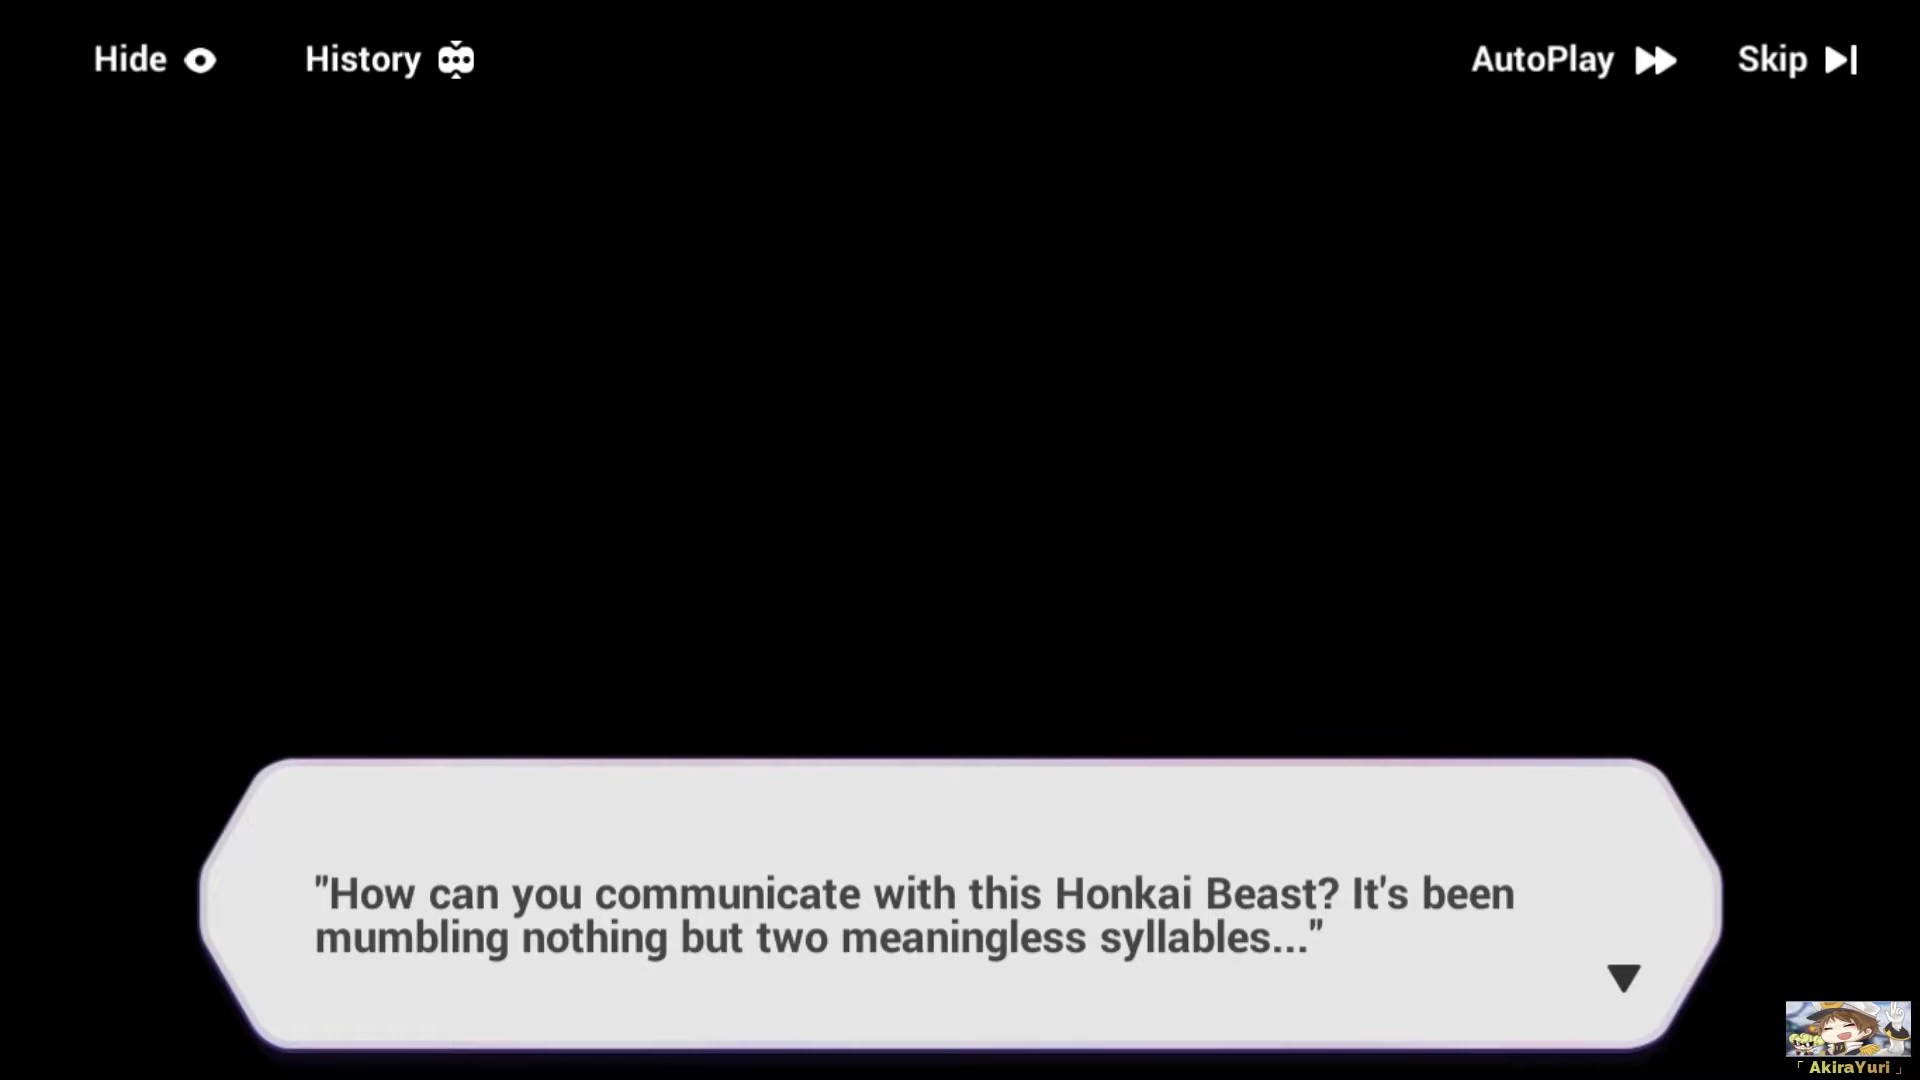 Hide
History
AutoPlay
Skip
"How can you communicate with this Honkai Beast? It's been
mumbling nothing but two meaningless syllables..."
「 AkiraYuri 」